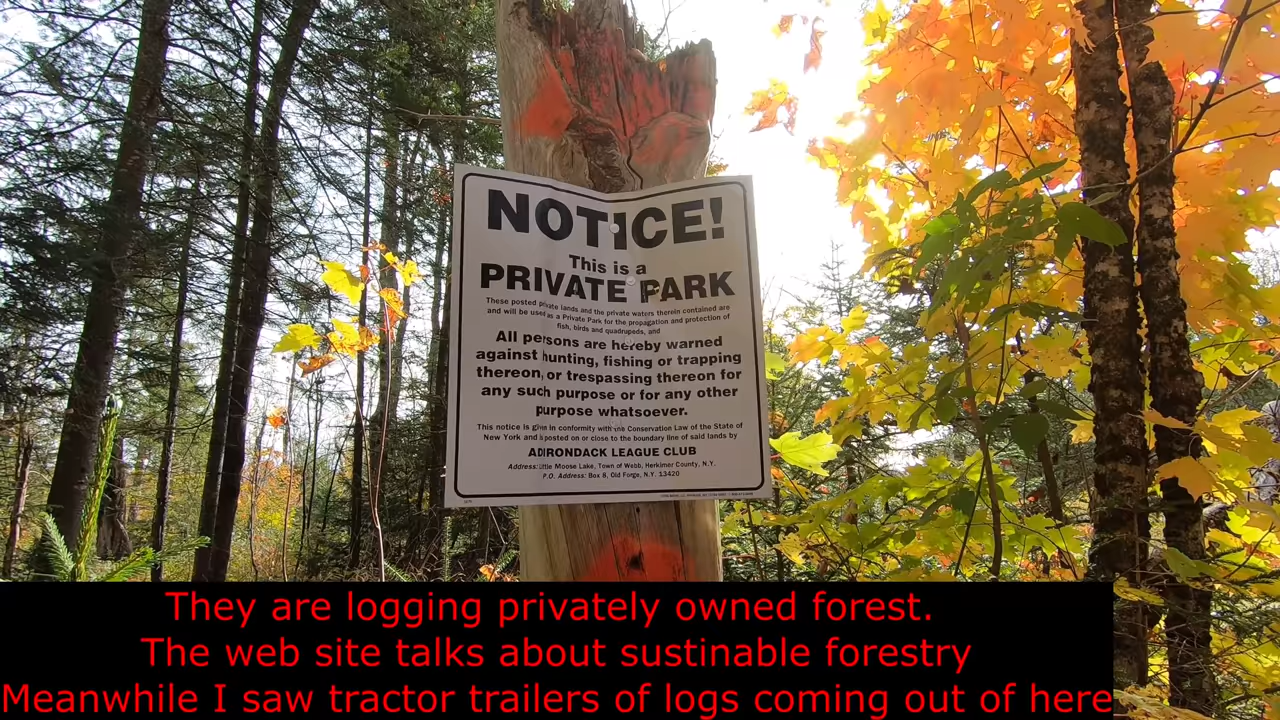 NOTICE!
This is a
PRIVATE PARK
These posted private lands and the private waters therein contained are
and will be used as a Private Park for the propagation and protection of
fish, birds and quadrupeds, and
All persons are hereby warned
against hunting, fishing or trapping
thereon, or trespassing thereon for
any such purpose or for any other
purpose whatsoever.
This notice is given in conformity with the Conservation Law of the State of
New York and is posted on or close to the boundary line of said lands by
ADIRONDACK LEAGUE CLUB
Address: Little Moose Lake, Town of Webb, Herkimer County, N.Y.
P.O. Address: Box 8, Old Forge, N.Y. 13420
They are logging privately owned forest.
The web site talks about sustinable forestry
Meanwhile I saw tractor trailers of logs coming out of here